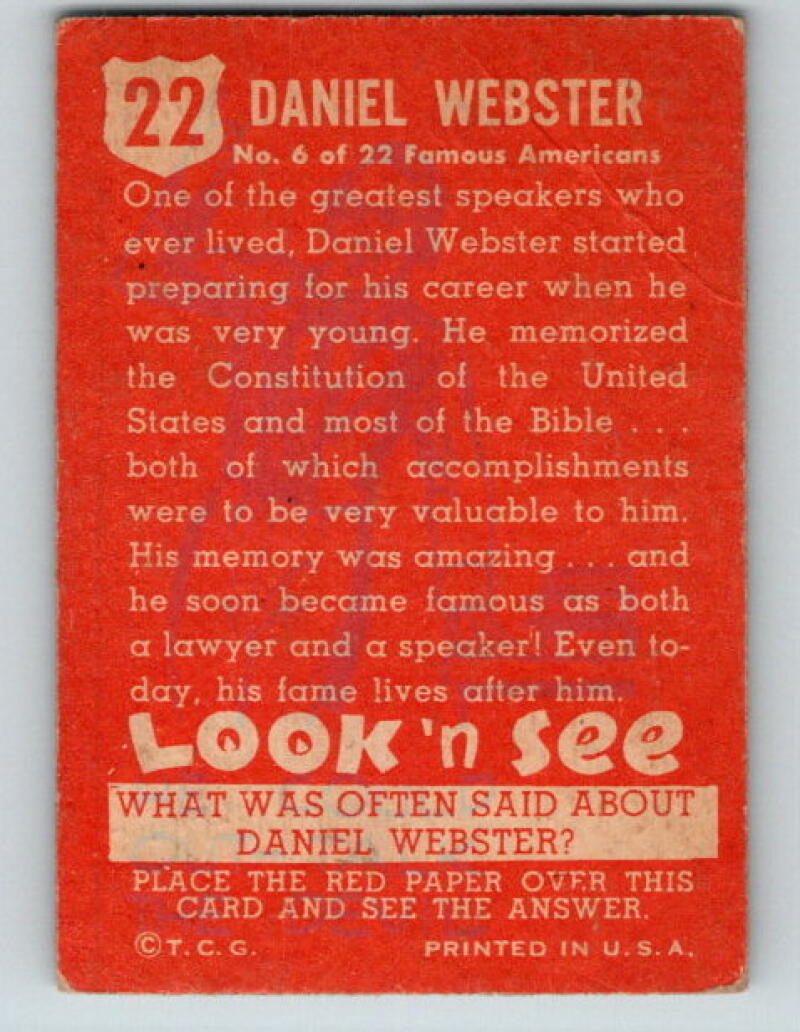 22 DANIEL WEBSTER
No. 6 of 22 Famous Americans
One of the greatest speakers who
ever lived, Daniel Webster started
preparing for his career when he
was very young. He memorized
the Constitution of the United
States and most of the Bible . . .
both of which accomplishments
were to be very valuable to him.
His memory was amazing . . . and
he soon became famous as both
a lawyer and a speaker! Even to-
day, his fame lives after him.
LOOK 'n See
WHAT WAS OFTEN SAID ABOUT
DANIEL WEBSTER?
PLACE THE RED PAPER OVER THIS
CARD AND SEE THE ANSWER.
© T. C. G. PRINTED IN U. S. A.